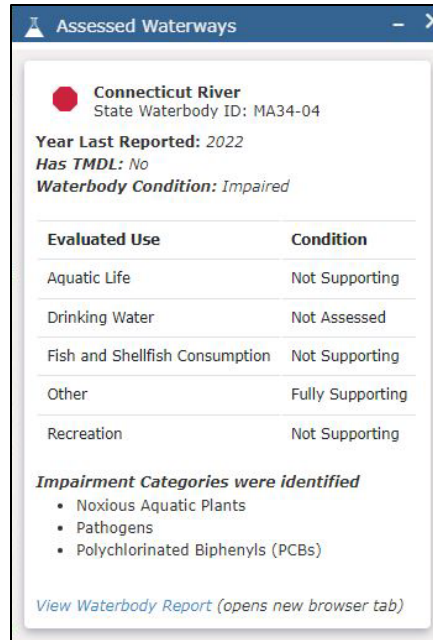 Assessed Waterways
Connecticut River
State Waterbody ID: MA34-04
Year Last Reported: 2022
Has TMDL: No
Waterbody Condition: Impaired
Evaluated Use Condition
Aquatic Life Not Supporting
Drinking Water Not Assessed
Fish and Shellfish Consumption Not Supporting
Other Fully Supporting
Recreation Not Supporting
Impairment Categories were identified
• Noxious Aquatic Plants
• Pathogens
• Polychlorinated Biphenyls (PCBs)
View Waterbody Report (opens new browser tab)